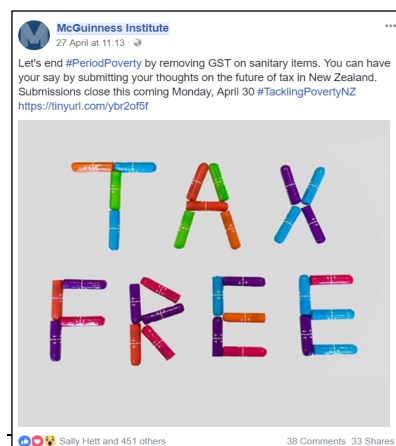 McGuinness Institute
27 April at 11:13 ·
Let's end #PeriodPoverty by removing GST on sanitary items. You can have
your say by submitting your thoughts on the future of tax in New Zealand.
Submissions close this coming Monday, April 30 #TacklingPovertyNZ
https://tinyurl.com/ybr2of5f
TAX
FREE
Sally Hett and 451 others
38 Comments 33 Shares